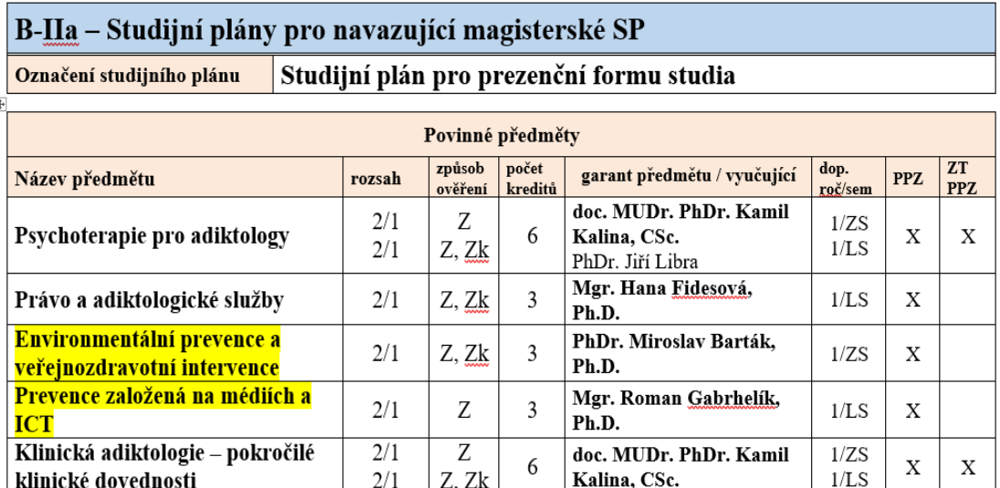 B-IIa – Studijní plány pro navazující magisterské SP
Označení studijního plánu Studijní plán pro prezenční formu studia
Povinné předměty
Název předmětu rozsah způsob ověření počet kreditů garant předmětu / vyučující dop. roč/sem PPZ ZT PPZ
Psychoterapie pro adiktology 2/1 2/1 Z Z, Zk 6 doc. MUDr. PhDr. Kamil Kalina, CSc. PhDr. Jiří Libra 1/ZS 1/LS X X
Právo a adiktologické služby 2/1 Z, Zk 3 Mgr. Hana Fidesová, Ph.D. 1/LS X
Environmentální prevence a veřejnozdravotní intervence 2/1 Z, Zk 3 PhDr. Miroslav Barták, Ph.D. 1/ZS X
Prevence založená na médiích a ICT 2/1 Z 3 Mgr. Roman Gabrhelík, Ph.D. 1/LS X
Klinická adiktologie – pokročilé klinické dovednosti 2/1 2/1 Z Z, Zk 6 doc. MUDr. PhDr. Kamil Kalina, CSc. 1/ZS 1/LS X X